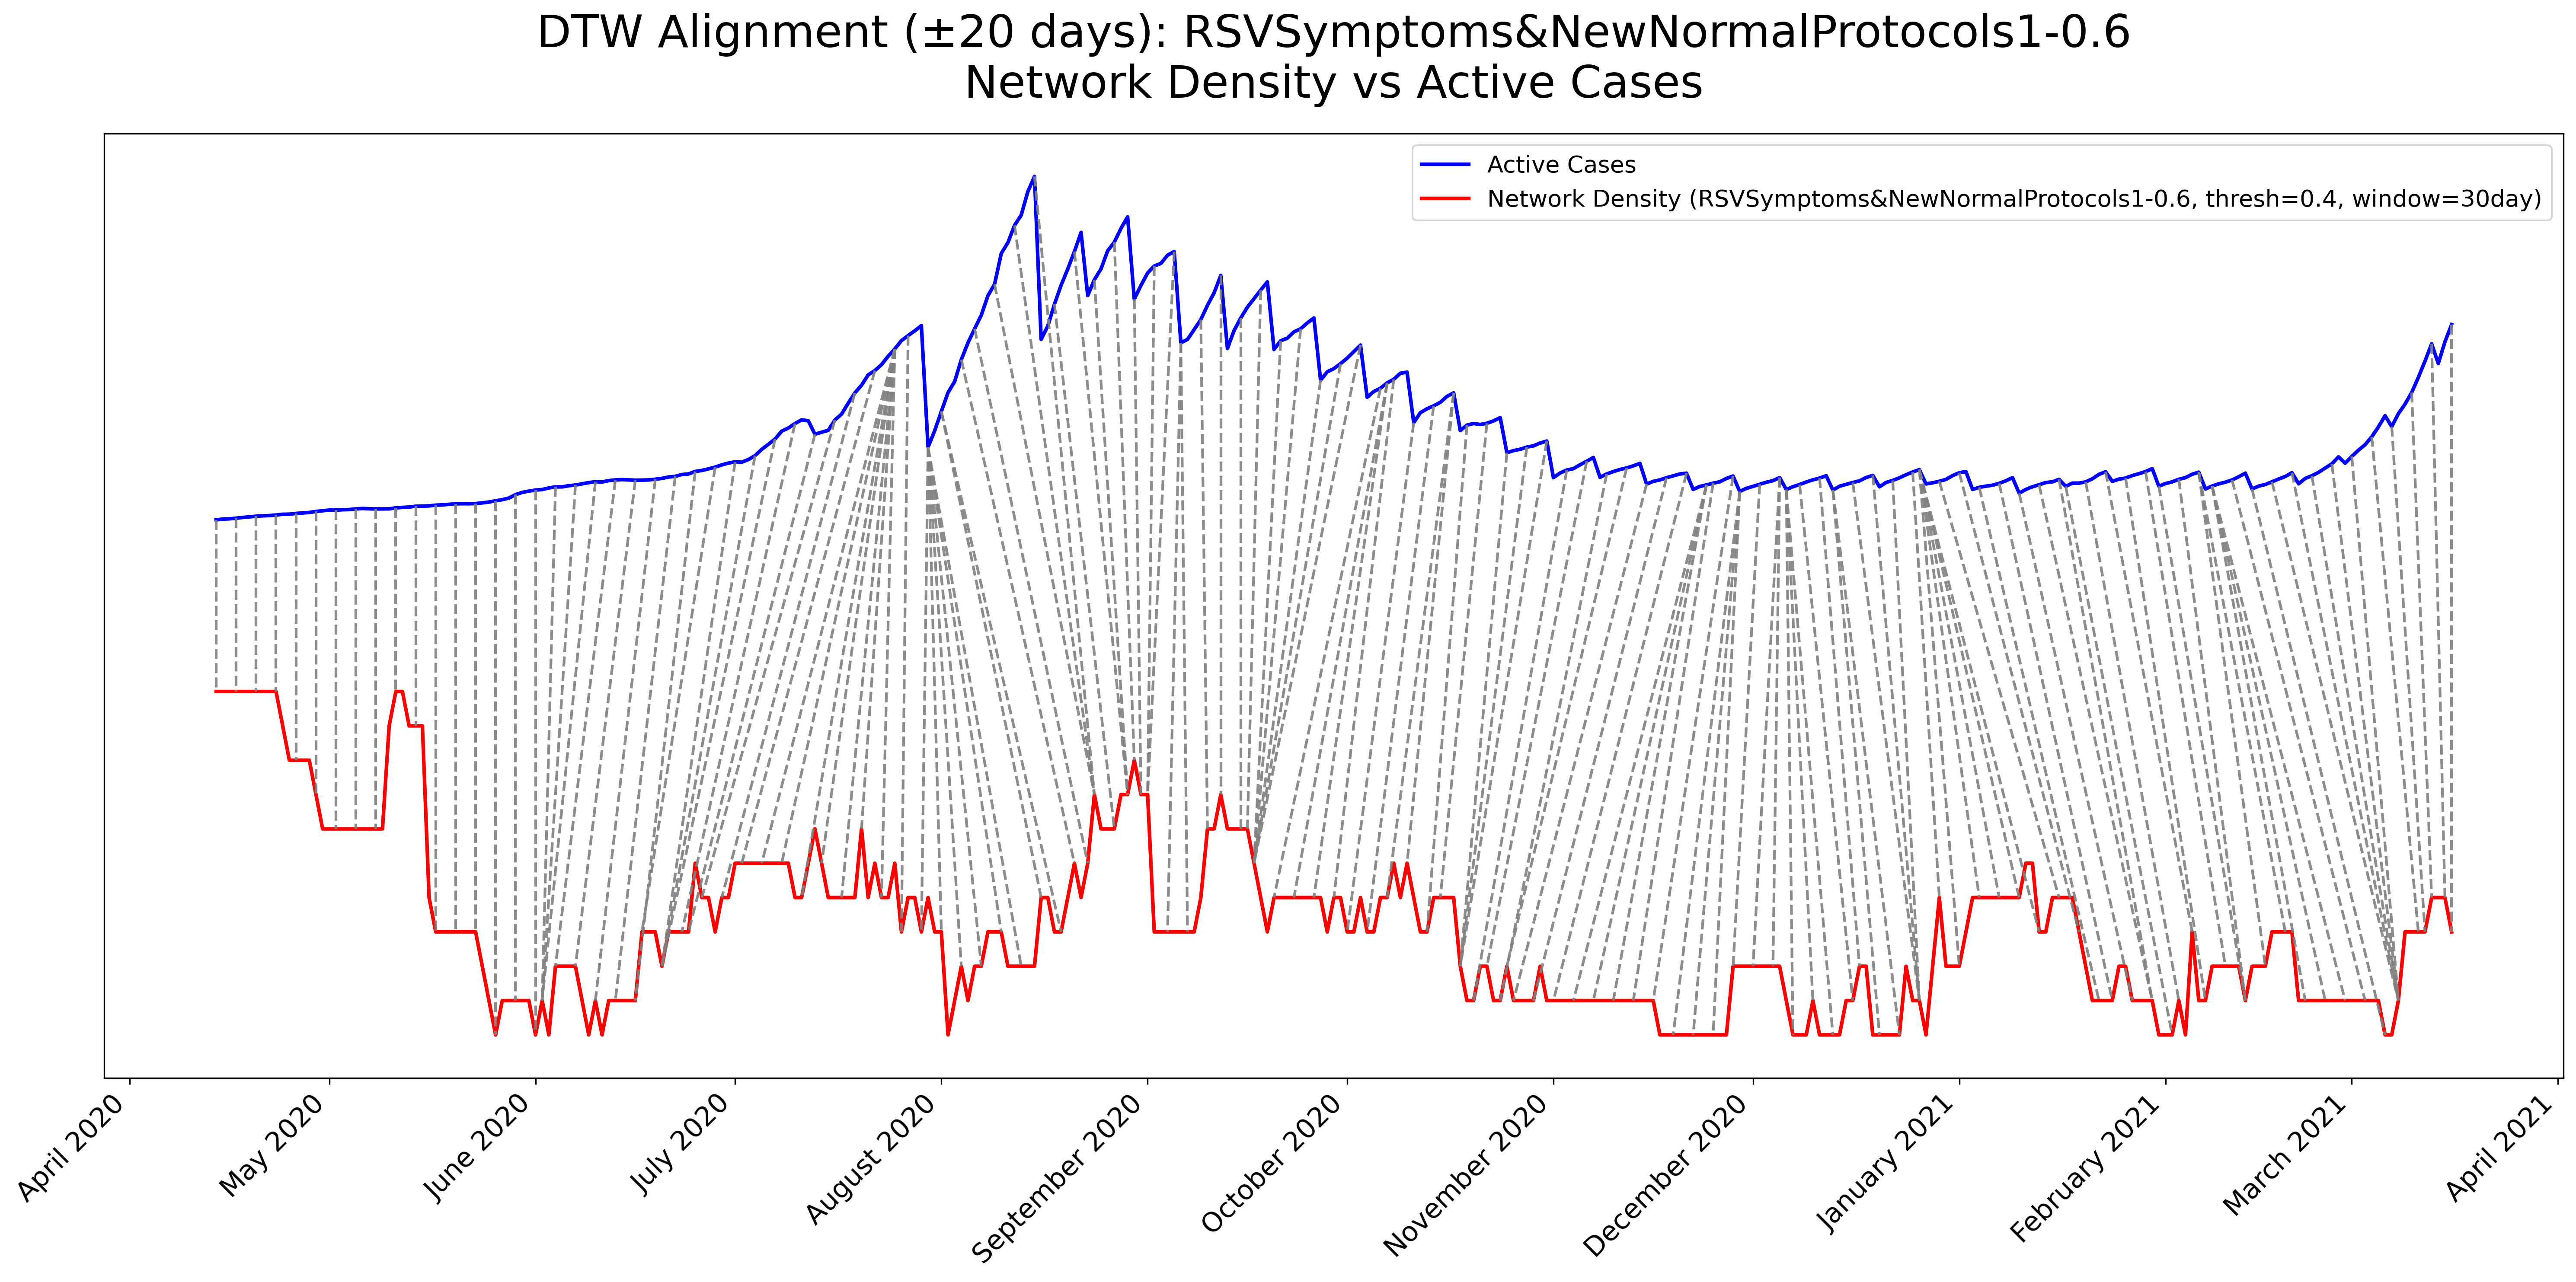 DTW Alignment (±20 days): RSVSymptoms&NewNormalProtocols1-0.6
Network Density vs Active Cases
Active Cases
Network Density (RSVSymptoms&NewNormalProtocols1-0.6, thresh=0.4, window=30day)
April 2020
May 2020
June 2020
July 2020
August 2020
September 2020
October 2020
November 2020
December 2020
January 2021
February 2021
March 2021
April 2021